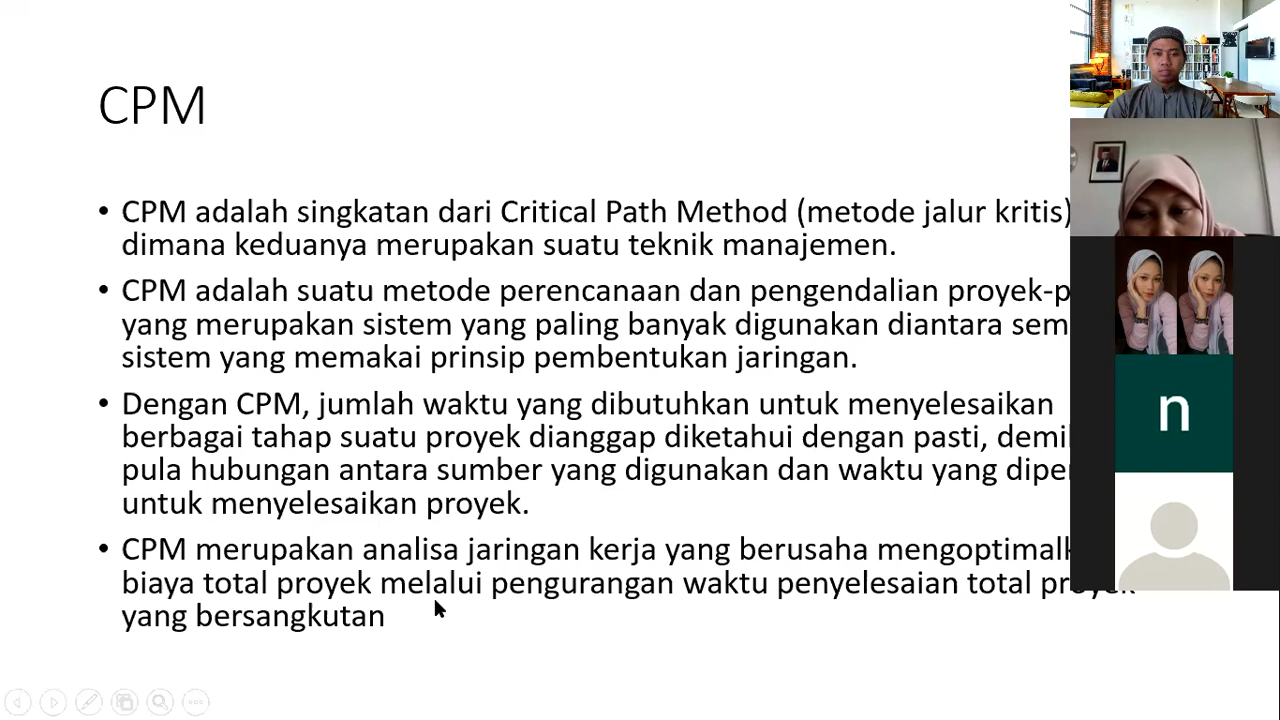 CPM
• CPM adalah singkatan dari Critical Path Method (metode jalur kritis)
dimana keduanya merupakan suatu teknik manajemen.
• CPM adalah suatu metode perencanaan dan pengendalian
yang merupakan sistem yang paling banyak digunakan diantara
sistem yang memakai prinsip pembentukan jaringan.
• Dengan CPM, jumlah waktu yang dibutuhkan untuk menyelesaikan
berbagai tahap suatu proyek dianggap diketahui dengan pasti,
pula hubungan antara sumber yang digunakan dan waktu yang
untuk menyelesaikan proyek.
• CPM merupakan analisa jaringan kerja yang berusaha
biaya total proyek melalui pengurangan waktu penyelesaian total proyek
yang bersangkutan
n